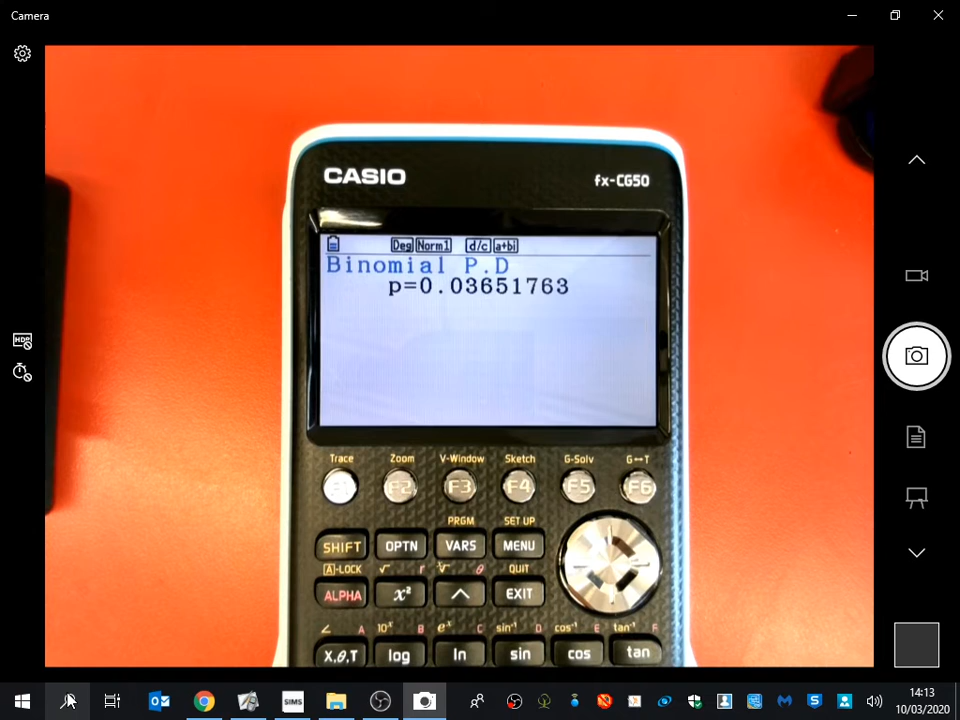 Camera
CASIO
fx-CG50
Deg Norm1 d/c a+bi
Binomial P.D
p=0.03651763
Trace Zoom V-Window Sketch G-Solv G↔T
F1 F2 F3 F4 F5 F6
PRGM SET UP
SHIFT OPTN VARS MENU
A-LOCK √ r θ QUIT
ALPHA x² ^ EXIT
∠ A 10ˣ B eˣ C sin⁻¹ D cos⁻¹ E tan⁻¹ F
X,θ,T log ln sin cos tan
HDR
SIMS
14:13
10/03/2020